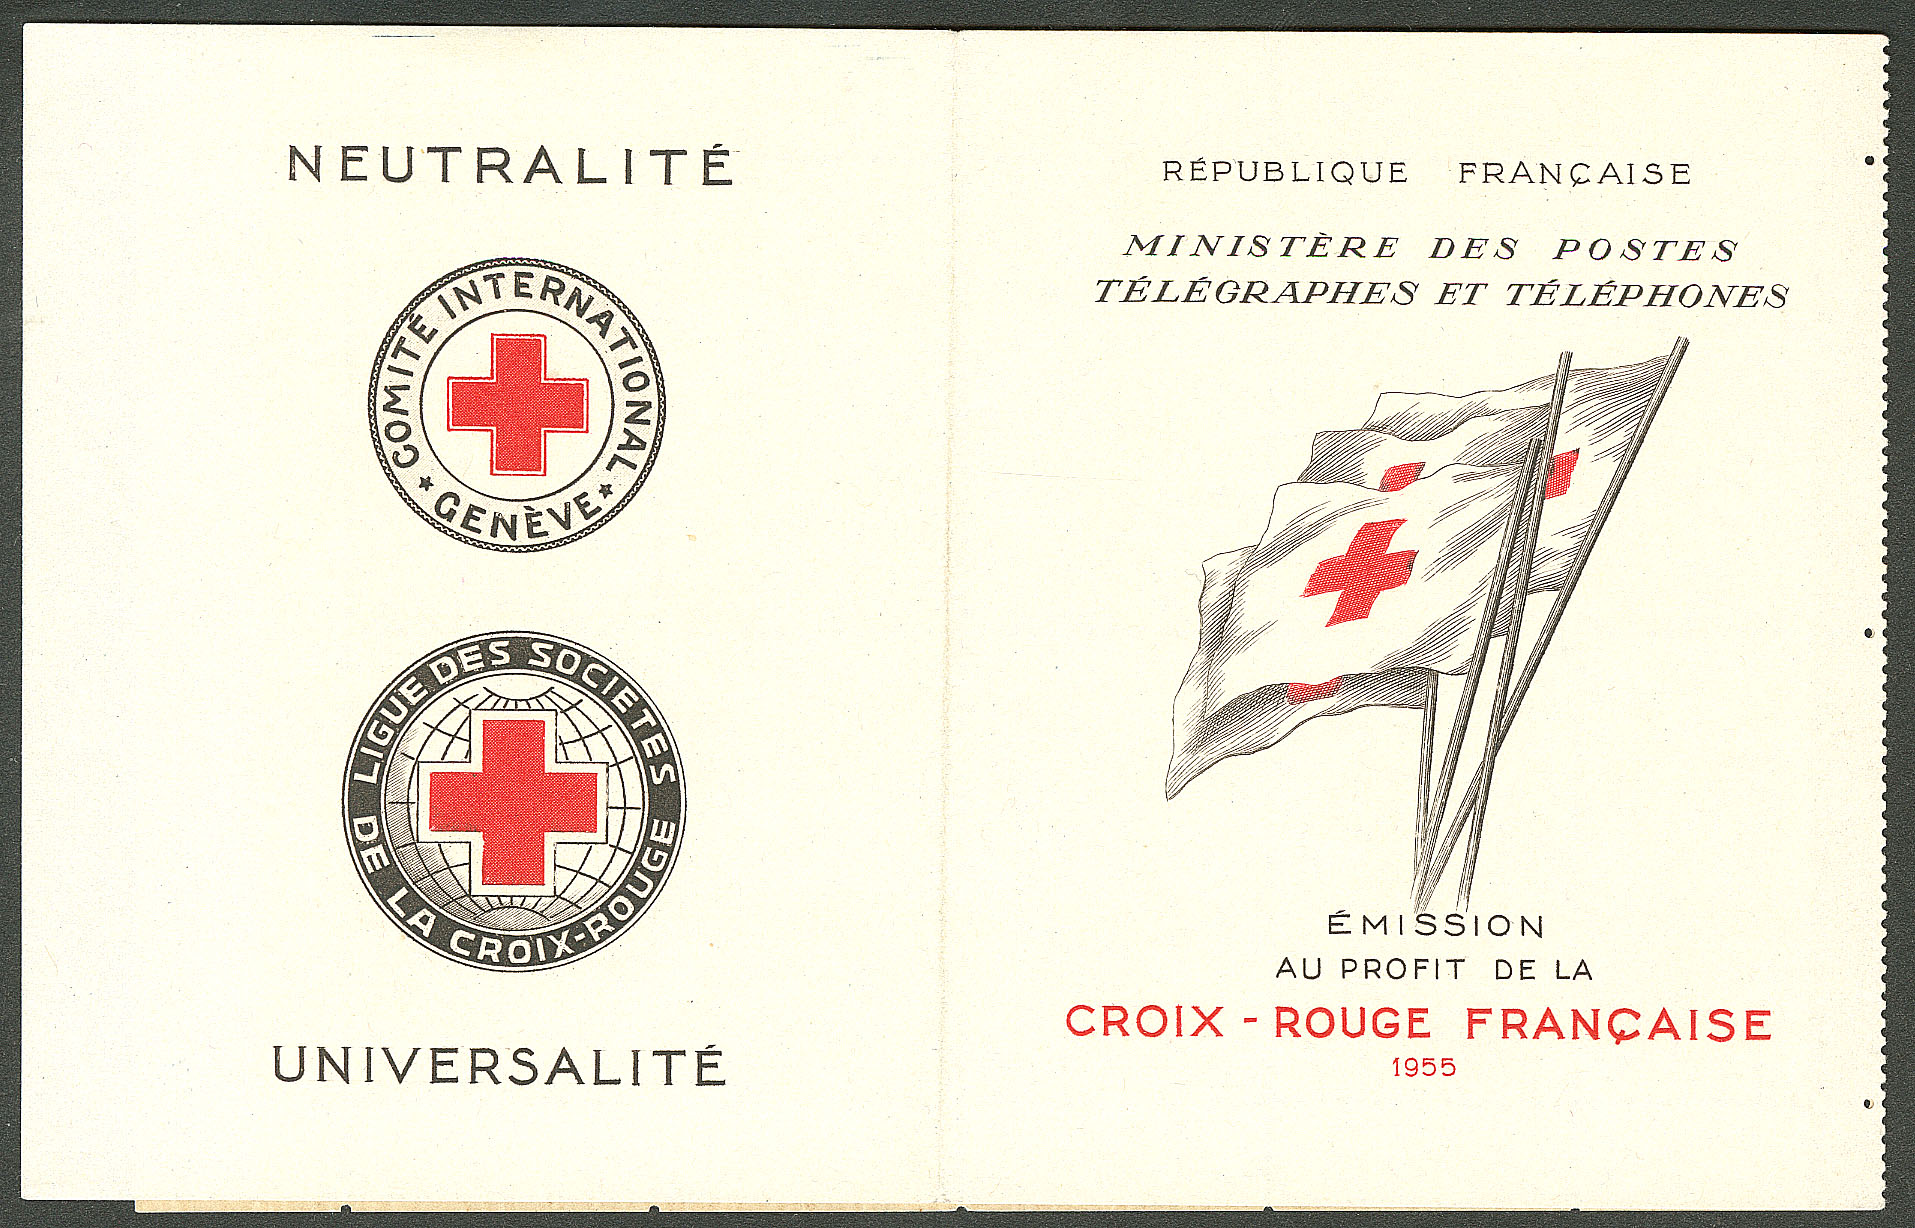 NEUTRALITÉ
COMITÉ INTERNATIONAL
★ GENÈVE ★
LIGUE DES SOCIETES
DE LA CROIX-ROUGE
UNIVERSALITÉ
RÉPUBLIQUE FRANÇAISE
MINISTÈRE DES POSTES
TÉLÉGRAPHES ET TÉLÉPHONES
ÉMISSION
AU PROFIT DE LA
CROIX - ROUGE FRANÇAISE
1955